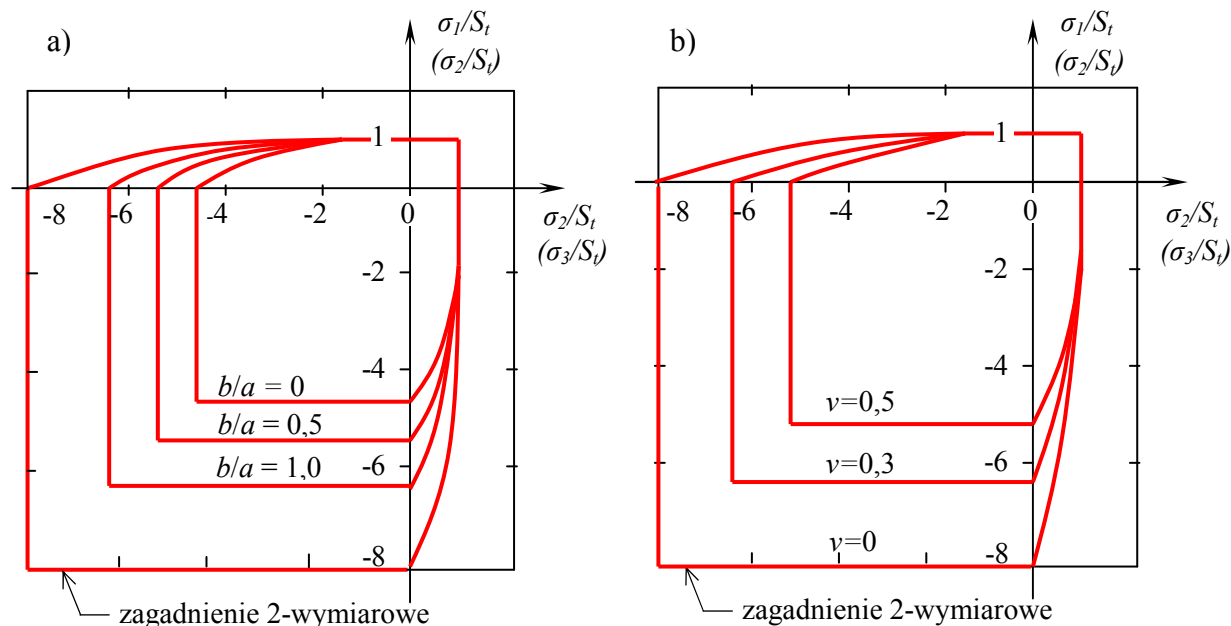 a)
σ1/St
(σ2/St)
1
-8
-6
-4
-2
0
σ2/St
(σ3/St)
-2
-4
b/a = 0
b/a = 0,5
b/a = 1,0
-6
-8
zagadnienie 2-wymiarowe
b)
σ1/St
(σ2/St)
1
-8
-6
-4
-2
0
σ2/St
(σ3/St)
-2
-4
ν=0,5
ν=0,3
-6
ν=0
-8
zagadnienie 2-wymiarowe